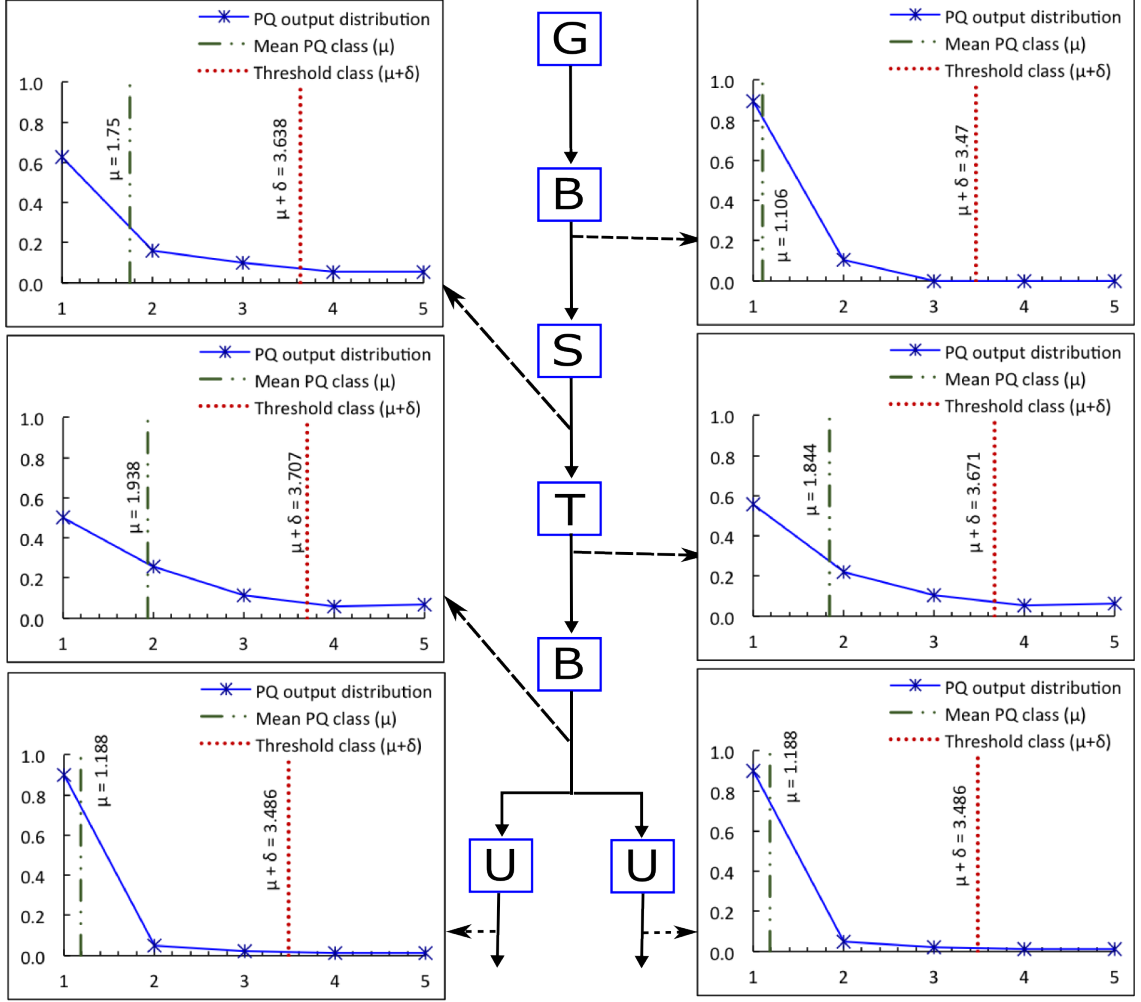 PQ output distribution
Mean PQ class (μ)
Threshold class (μ+δ)
1.0
0.8
0.6
0.4
0.2
0.0
1 2 3 4 5
μ = 1.75
μ + δ = 3.638
G
B
S
T
B
U U
PQ output distribution
Mean PQ class (μ)
Threshold class (μ+δ)
1.0
0.8
0.6
0.4
0.2
0.0
1 2 3 4 5
μ = 1.106
μ + δ = 3.47
PQ output distribution
Mean PQ class (μ)
Threshold class (μ+δ)
1.0
0.8
0.6
0.4
0.2
0.0
1 2 3 4 5
μ = 1.938
μ + δ = 3.707
PQ output distribution
Mean PQ class (μ)
Threshold class (μ+δ)
1.0
0.8
0.6
0.4
0.2
0.0
1 2 3 4 5
μ = 1.844
μ + δ = 3.671
PQ output distribution
Mean PQ class (μ)
Threshold class (μ+δ)
1.0
0.8
0.6
0.4
0.2
0.0
1 2 3 4 5
μ = 1.188
μ + δ = 3.486
PQ output distribution
Mean PQ class (μ)
Threshold class (μ+δ)
1.0
0.8
0.6
0.4
0.2
0.0
1 2 3 4 5
μ = 1.188
μ + δ = 3.486